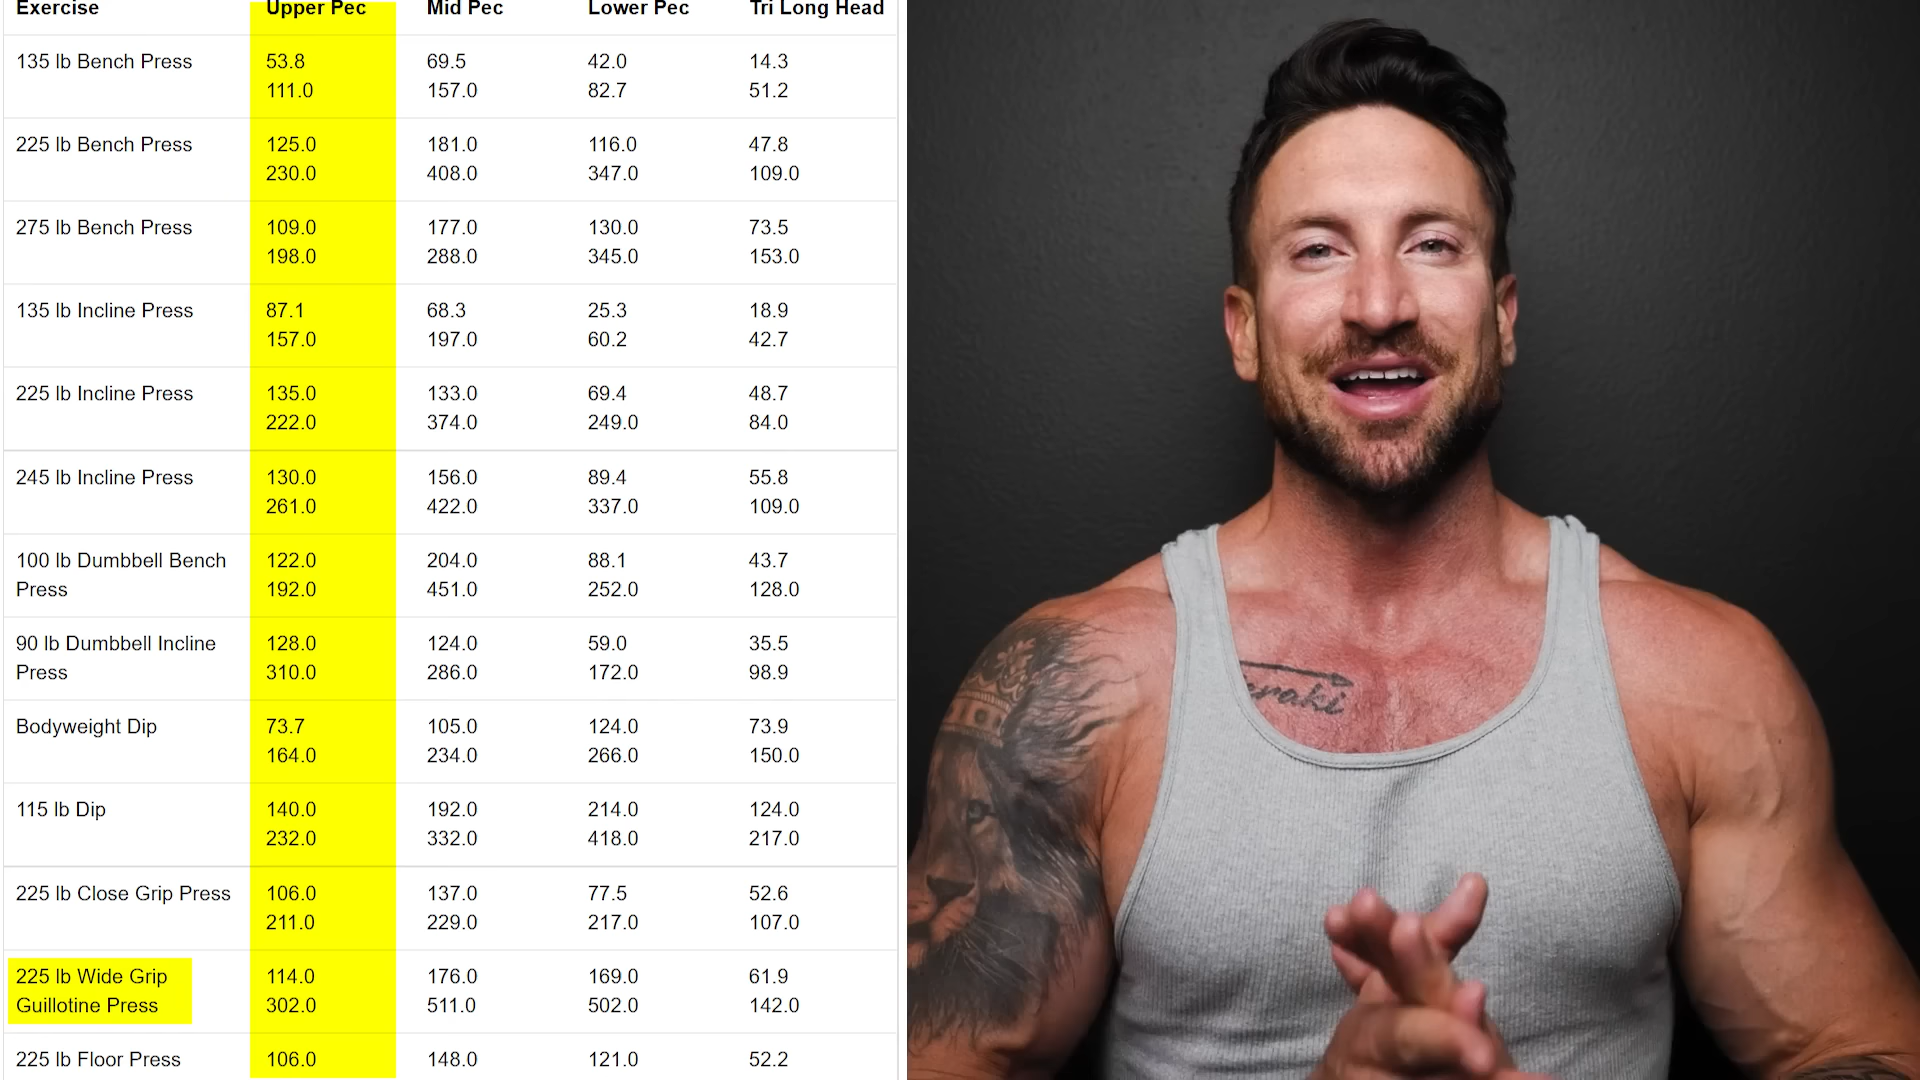 Exercise Upper Pec Mid Pec Lower Pec Tri Long Head
135 lb Bench Press 53.8 69.5 42.0 14.3
111.0 157.0 82.7 51.2
225 lb Bench Press 125.0 181.0 116.0 47.8
230.0 408.0 347.0 109.0
275 lb Bench Press 109.0 177.0 130.0 73.5
198.0 288.0 345.0 153.0
135 lb Incline Press 87.1 68.3 25.3 18.9
157.0 197.0 60.2 42.7
225 lb Incline Press 135.0 133.0 69.4 48.7
222.0 374.0 249.0 84.0
245 lb Incline Press 130.0 156.0 89.4 55.8
261.0 422.0 337.0 109.0
100 lb Dumbbell Bench 122.0 204.0 88.1 43.7
Press 192.0 451.0 252.0 128.0
90 lb Dumbbell Incline 128.0 124.0 59.0 35.5
Press 310.0 286.0 172.0 98.9
Bodyweight Dip 73.7 105.0 124.0 73.9
164.0 234.0 266.0 150.0
115 lb Dip 140.0 192.0 214.0 124.0
232.0 332.0 418.0 217.0
225 lb Close Grip Press 106.0 137.0 77.5 52.6
211.0 229.0 217.0 107.0
225 lb Wide Grip 114.0 176.0 169.0 61.9
Guillotine Press 302.0 511.0 502.0 142.0
225 lb Floor Press 106.0 148.0 121.0 52.2